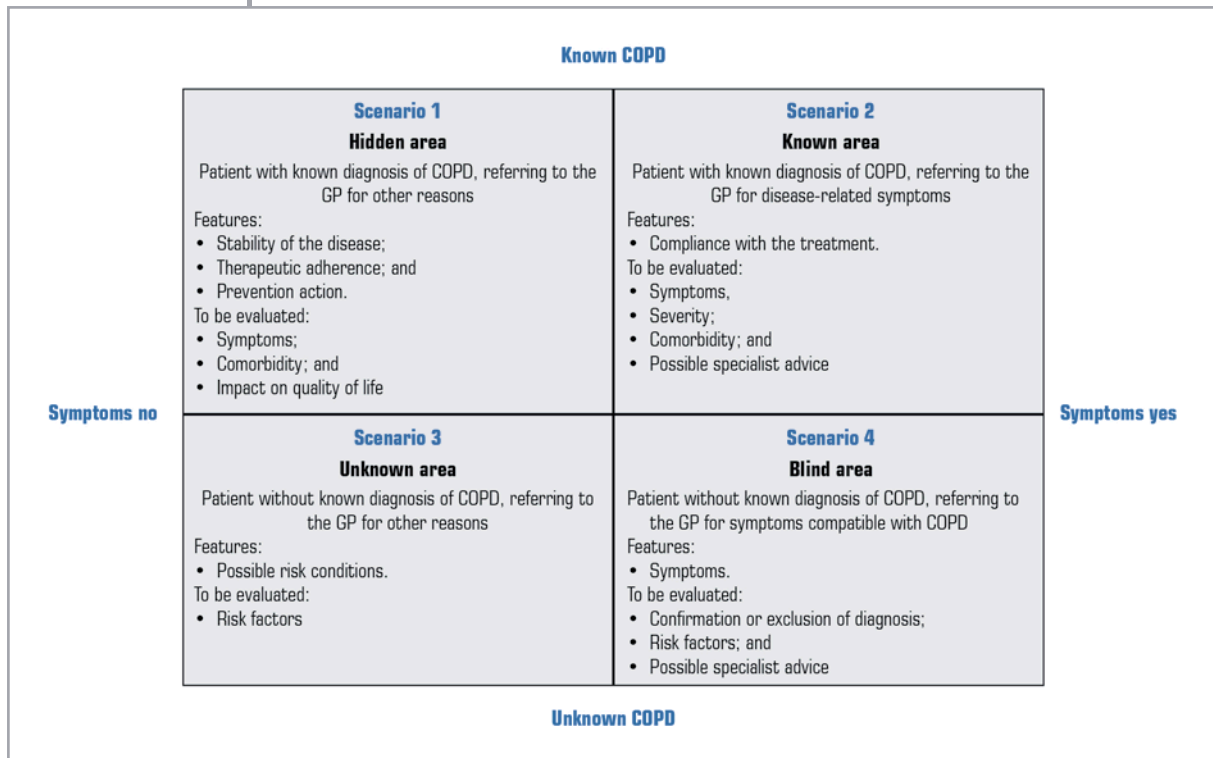 Known COPD
Scenario 1
Hidden area
Patient with known diagnosis of COPD, referring to the
GP for other reasons
Features:
• Stability of the disease;
• Therapeutic adherence; and
• Prevention action.
To be evaluated:
• Symptoms;
• Comorbidity; and
• Impact on quality of life
Scenario 2
Known area
Patient with known diagnosis of COPD, referring to the
GP for disease-related symptoms
Features:
• Compliance with the treatment.
To be evaluated:
• Symptoms,
• Severity;
• Comorbidity; and
• Possible specialist advice
Symptoms no
Symptoms yes
Scenario 3
Unknown area
Patient without known diagnosis of COPD, referring to
the GP for other reasons
Features:
• Possible risk conditions.
To be evaluated:
• Risk factors
Scenario 4
Blind area
Patient without known diagnosis of COPD, referring to
the GP for symptoms compatible with COPD
Features:
• Symptoms.
To be evaluated:
• Confirmation or exclusion of diagnosis;
• Risk factors; and
• Possible specialist advice
Unknown COPD